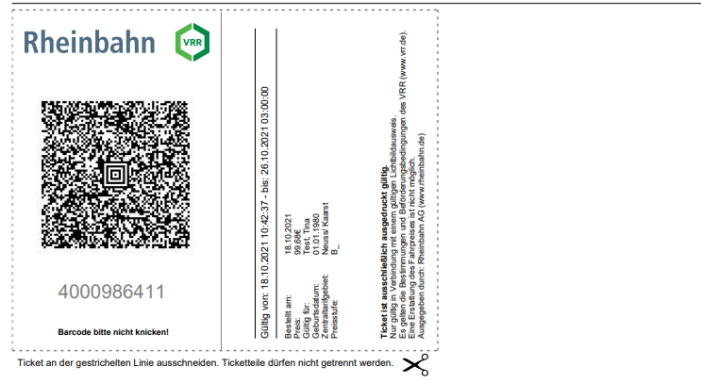 Rheinbahn
VRR
4000986411
Barcode bitte nicht knicken!
Gültig von: 18.10.2021 10:42:37 - bis: 26.10.2021 03:00:00
Bestellt am: 18.10.2021
Preis: 99.68€
Gültig für: Test, Tina
Geburtsdatum: 01.01.1980
Zentraltarifgebiet: Neuss/ Kaarst
Preisstufe: B_
Ticket ist ausschließlich ausgedruckt gültig.
Nur gültig in Verbindung mit einem gültigen Lichtbildausweis.
Es gelten die Bestimmungen und Beförderungsbedingungen des VRR (www.vrr.de).
Eine Erstattung des Fahrpreises ist nicht möglich.
Ausgegeben durch: Rheinbahn AG (www.rheinbahn.de)
Ticket an der gestrichelten Linie ausschneiden. Ticketteile dürfen nicht getrennt werden.